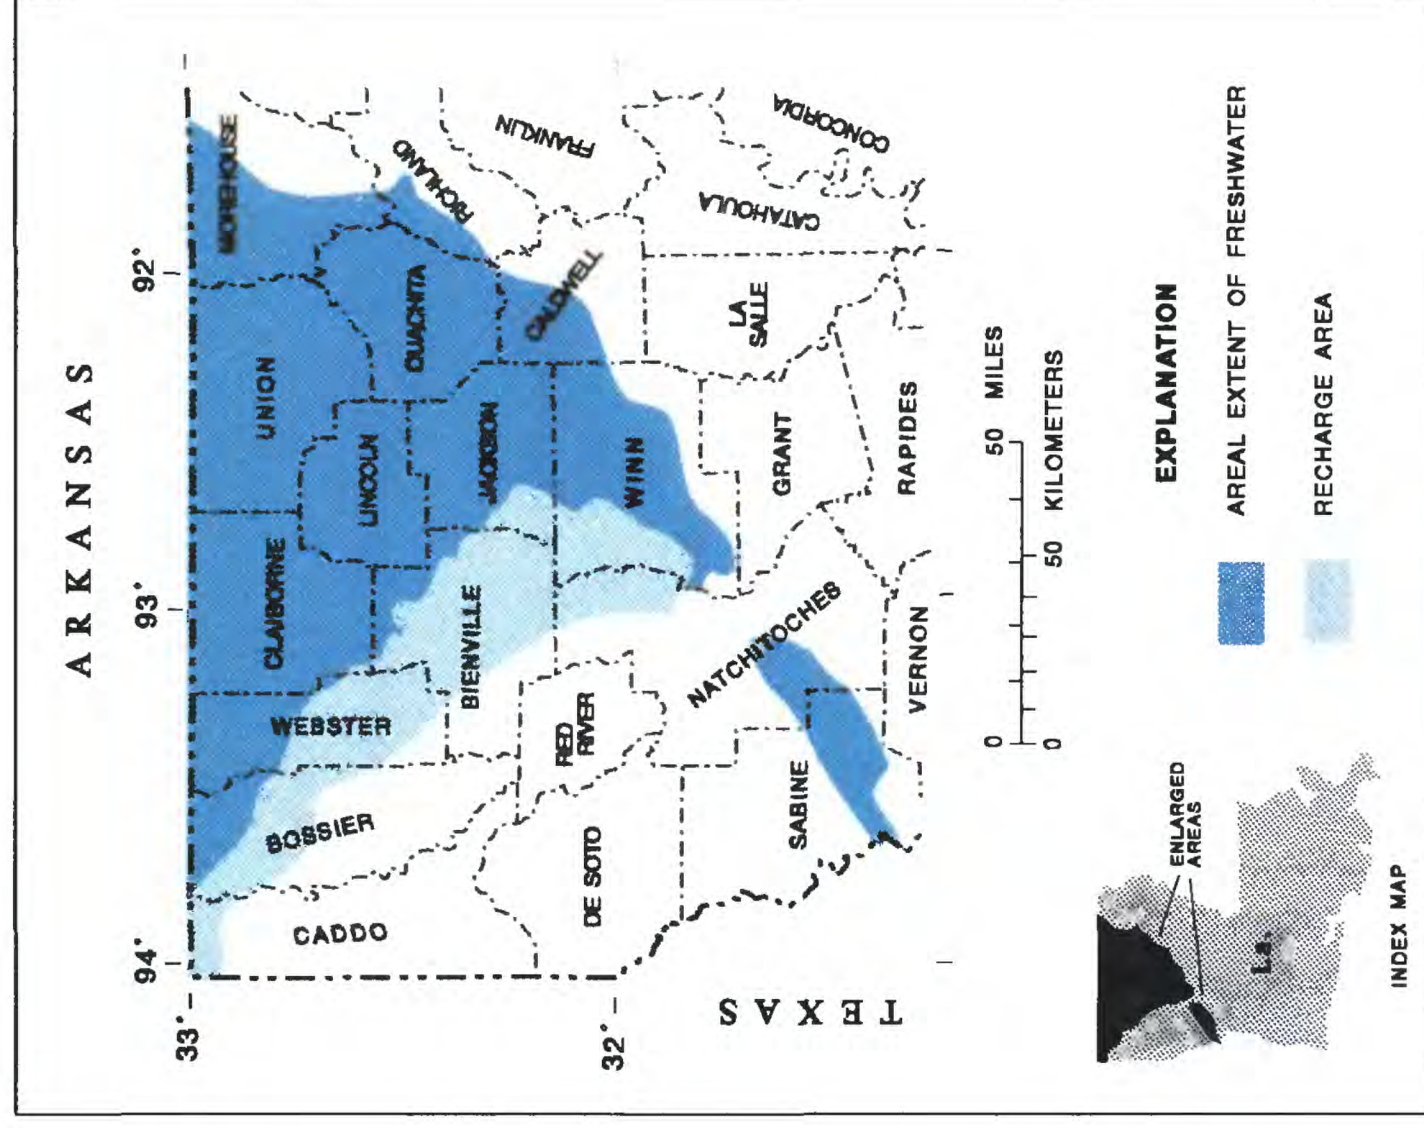 ARKANSAS
94°
93°
92°
33°
32°
MOREHOUSE
UNION
CLAIBORNE
WEBSTER
BOSSIER
CADDO
LINCOLN
OUACHITA
RICHLAND
FRANKLIN
JACKSON
BIENVILLE
CALDWELL
WINN
RED
RIVER
DE SOTO
NATCHITOCHES
SABINE
GRANT
LA
SALLE
CATAHOULA
CONCORDIA
RAPIDES
VERNON
TEXAS
0 50 MILES
0 50 KILOMETERS
EXPLANATION
AREAL EXTENT OF FRESHWATER
RECHARGE AREA
ENLARGED
AREAS
La.
INDEX MAP